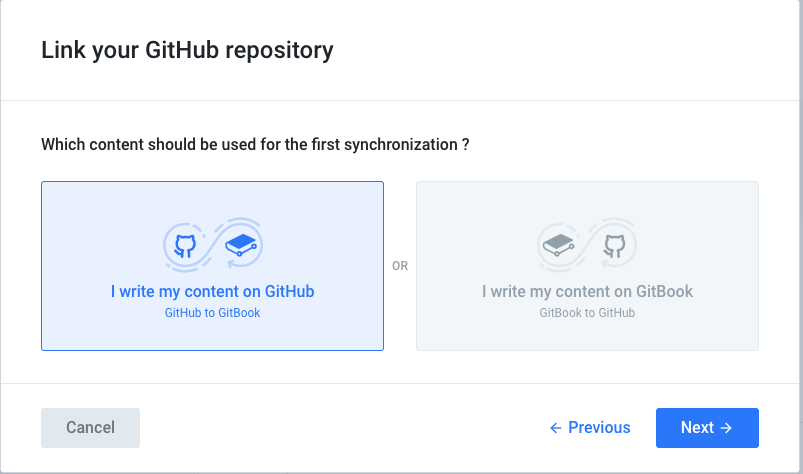 Link your GitHub repository
Which content should be used for the first synchronization ?
I write my content on GitHub
GitHub to GitBook
OR
I write my content on GitBook
GitBook to GitHub
Cancel
← Previous
Next →